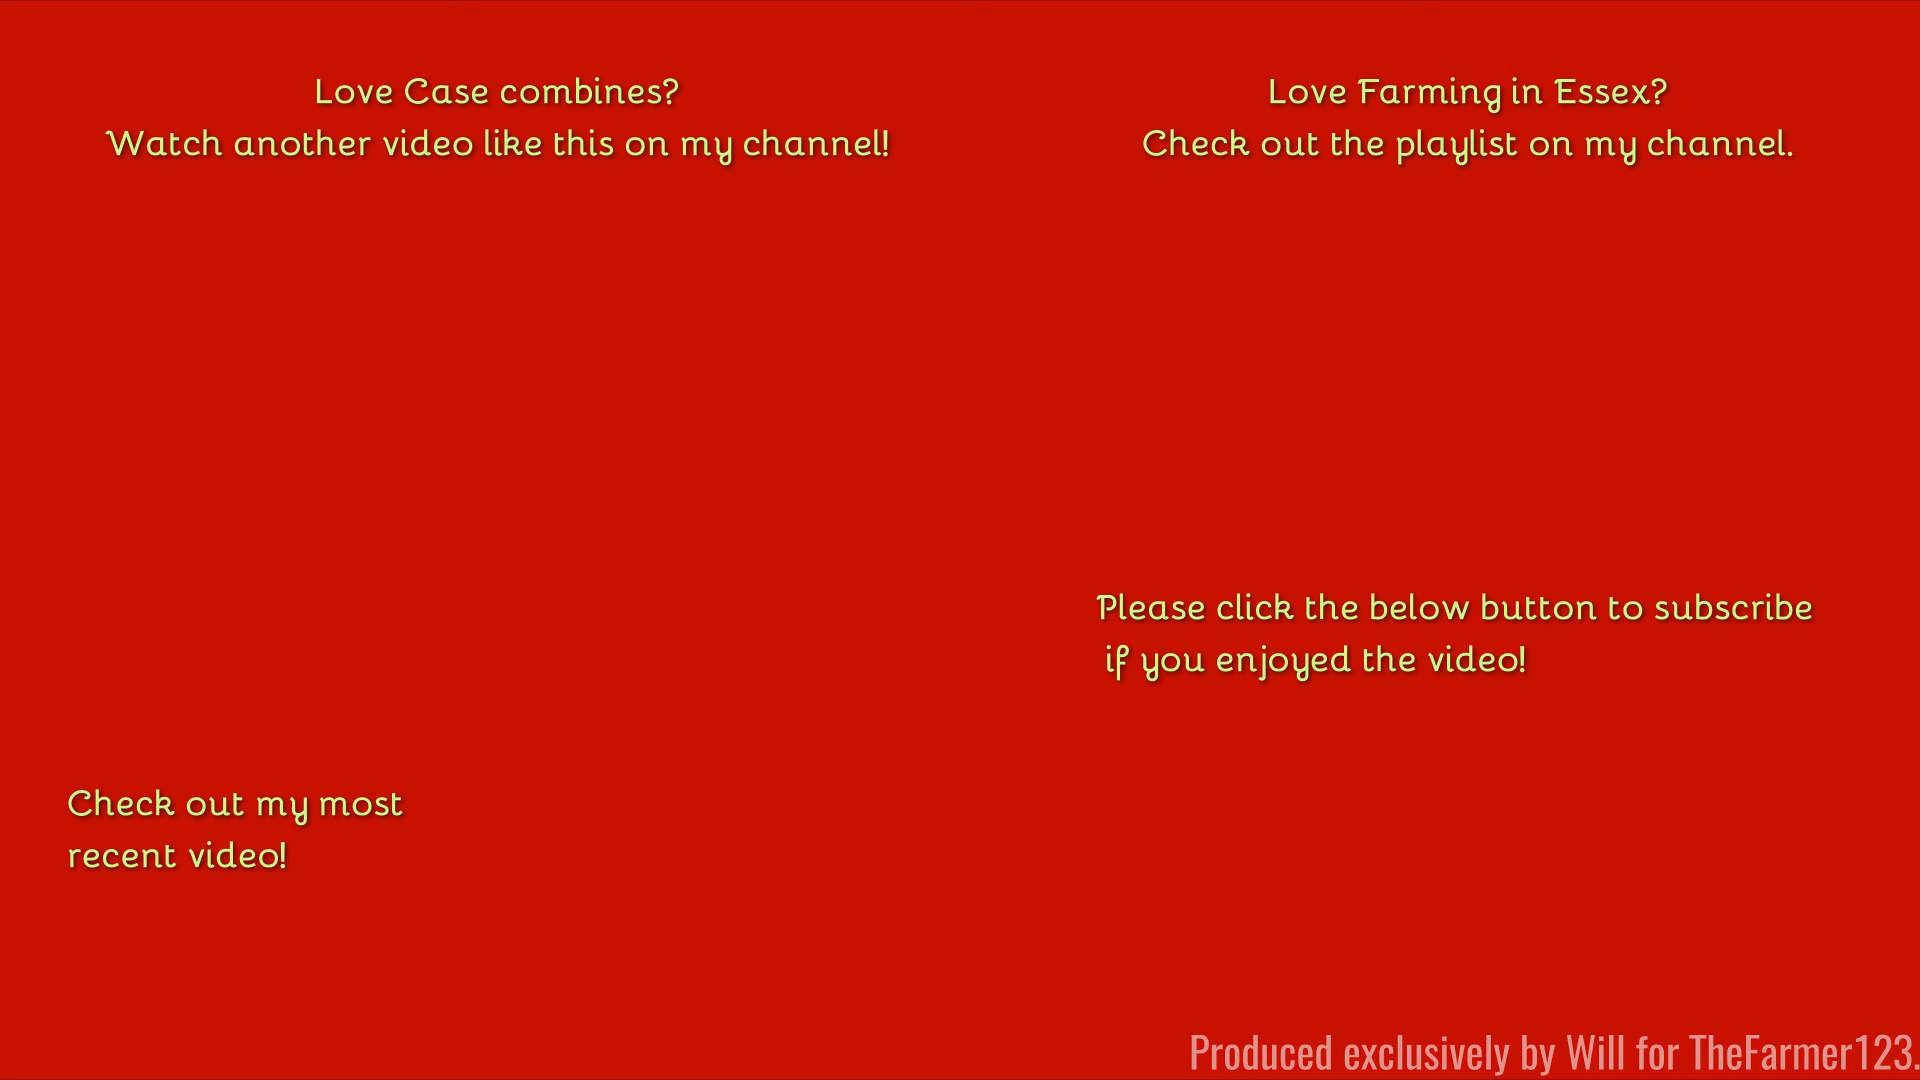 Love Case combines?
Watch another video like this on my channel!
Love Farming in Essex?
Check out the playlist on my channel.
Please click the below button to subscribe
if you enjoyed the video!
Check out my most
recent video!
Produced exclusively by Will for TheFarmer123.